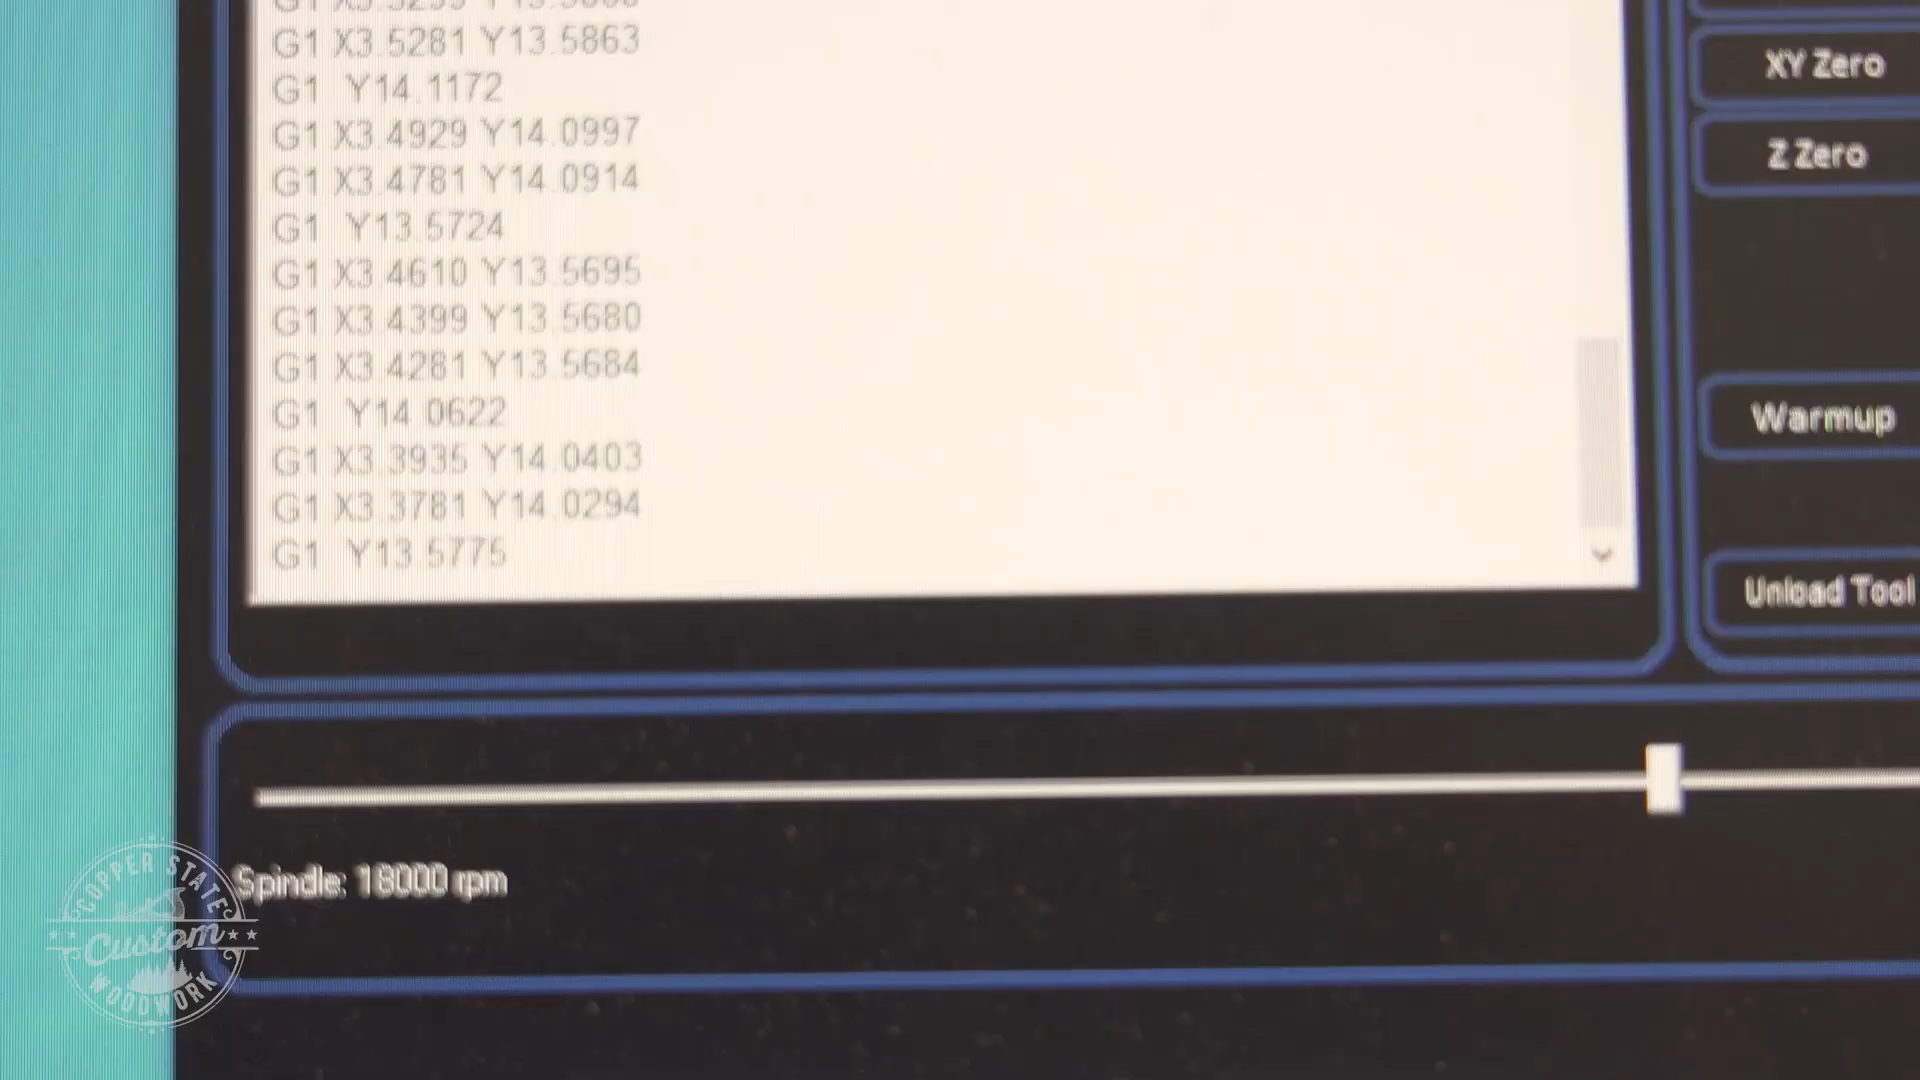 G1 X3.5281 Y13.5863
G1 Y14.1172
G1 X3.4929 Y14.0997
G1 X3.4781 Y14.0914
G1 Y13.5724
G1 X3.4610 Y13.5695
G1 X3.4399 Y13.5680
G1 X3.4281 Y13.5684
G1 Y14.0622
G1 X3.3935 Y14.0403
G1 X3.3781 Y14.0294
G1 Y13.5775
XY Zero
Z Zero
Warmup
Unload Tool
Spindle: 18000 rpm
COPPER STATE
Custom
WOODWORK